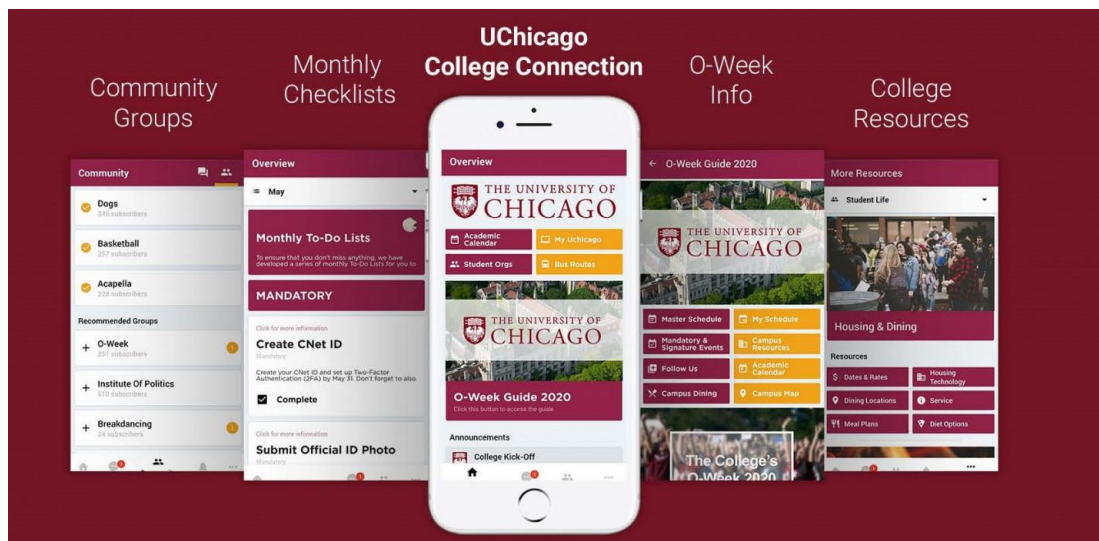 Community
Groups
Community
Dogs
246 subscribers
Basketball
257 subscribers
Acapella
228 subscribers
Recommended Groups
O-Week
251 subscribers
1
Institute Of Politics
510 subscribers
Breakdancing
24 subscribers
1
Monthly
Checklists
Overview
May
Monthly To-Do Lists
To ensure that you don't miss anything, we have
developed a series of monthly To-Do Lists for you to
MANDATORY
Click for more information
Create CNet ID
Mandatory
Create your CNet ID and set up Two-Factor
Authentication (2FA) by May 31. Don't forget to also
Complete
Click for more information
Submit Official ID Photo
Mandatory
UChicago
College Connection
Overview
THE UNIVERSITY OF
CHICAGO
Academic
Calendar
My Uchicago
Student Orgs
Bus Routes
THE UNIVERSITY OF
CHICAGO
O-Week Guide 2020
Click this button to access the guide
Announcements
College Kick-Off
O-Week
Info
O-Week Guide 2020
THE UNIVERSITY OF
CHICAGO
Master Schedule
My Schedule
Mandatory &
Signature Events
Campus
Resources
Follow Us
Academic
Calendar
Campus Dining
Campus Map
The College's
O-Week 2020
College
Resources
More Resources
Student Life
Housing & Dining
Resources
Dates & Rates
Housing
Technology
Dining Locations
Service
Meal Plans
Diet Options